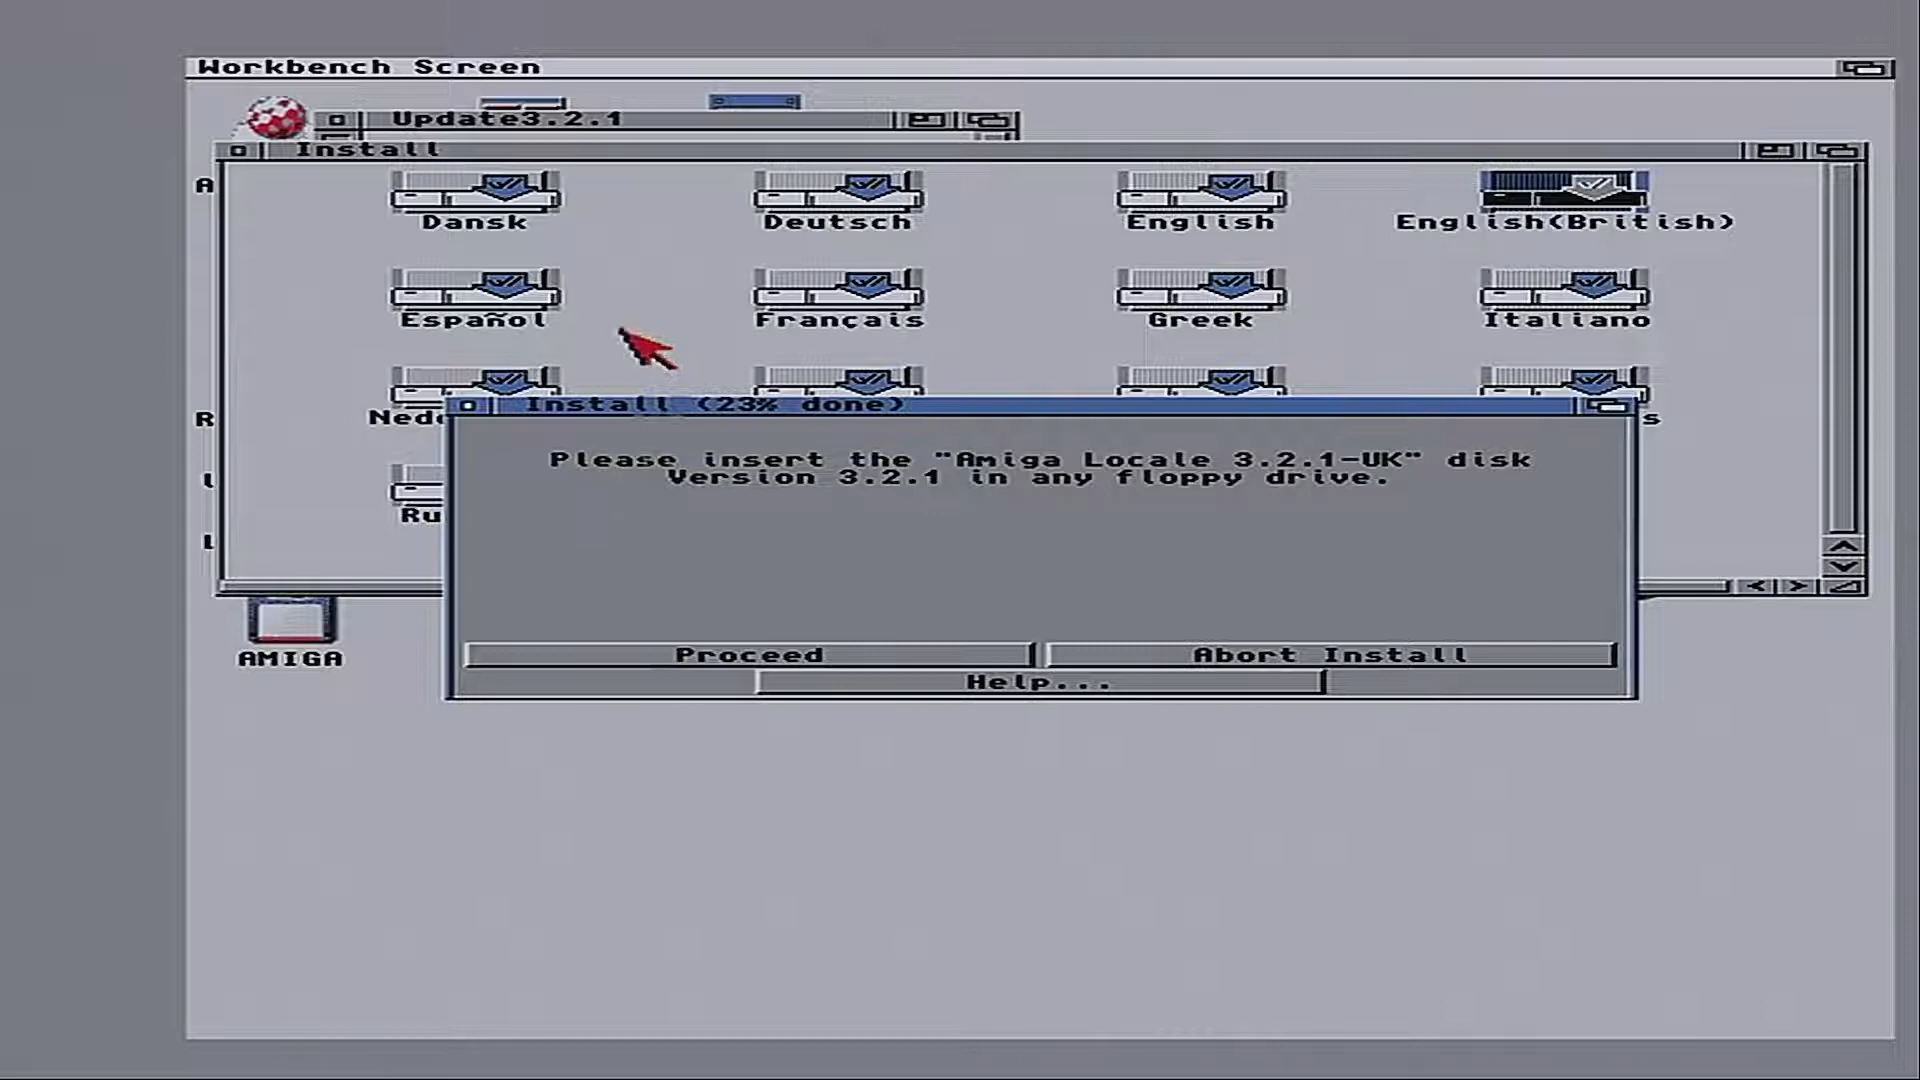 Workbench Screen
Update3.2.1
Install
A
Dansk
Deutsch
English
English(British)
Español
Français
Greek
Italiano
R
Nede
s
Install (23% done)
Please insert the "Amiga Locale 3.2.1-UK" disk
Version 3.2.1 in any floppy drive.
Ru
Proceed
Abort Install
Help...
AMIGA